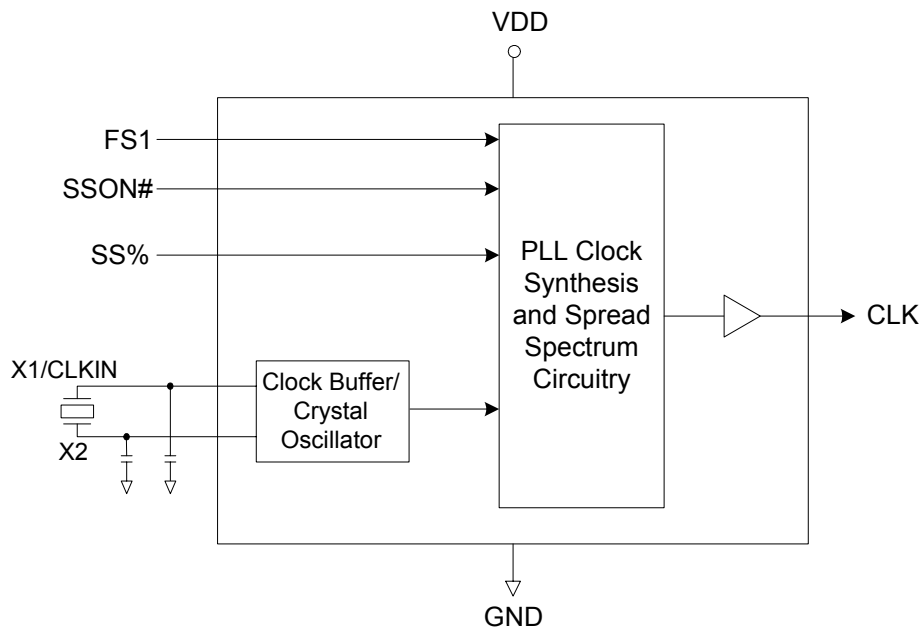 VDD
FS1
SSON#
SS%
PLL Clock
Synthesis
and Spread
Spectrum
Circuitry
CLK
X1/CLKIN
X2
Clock Buffer/
Crystal
Oscillator
GND